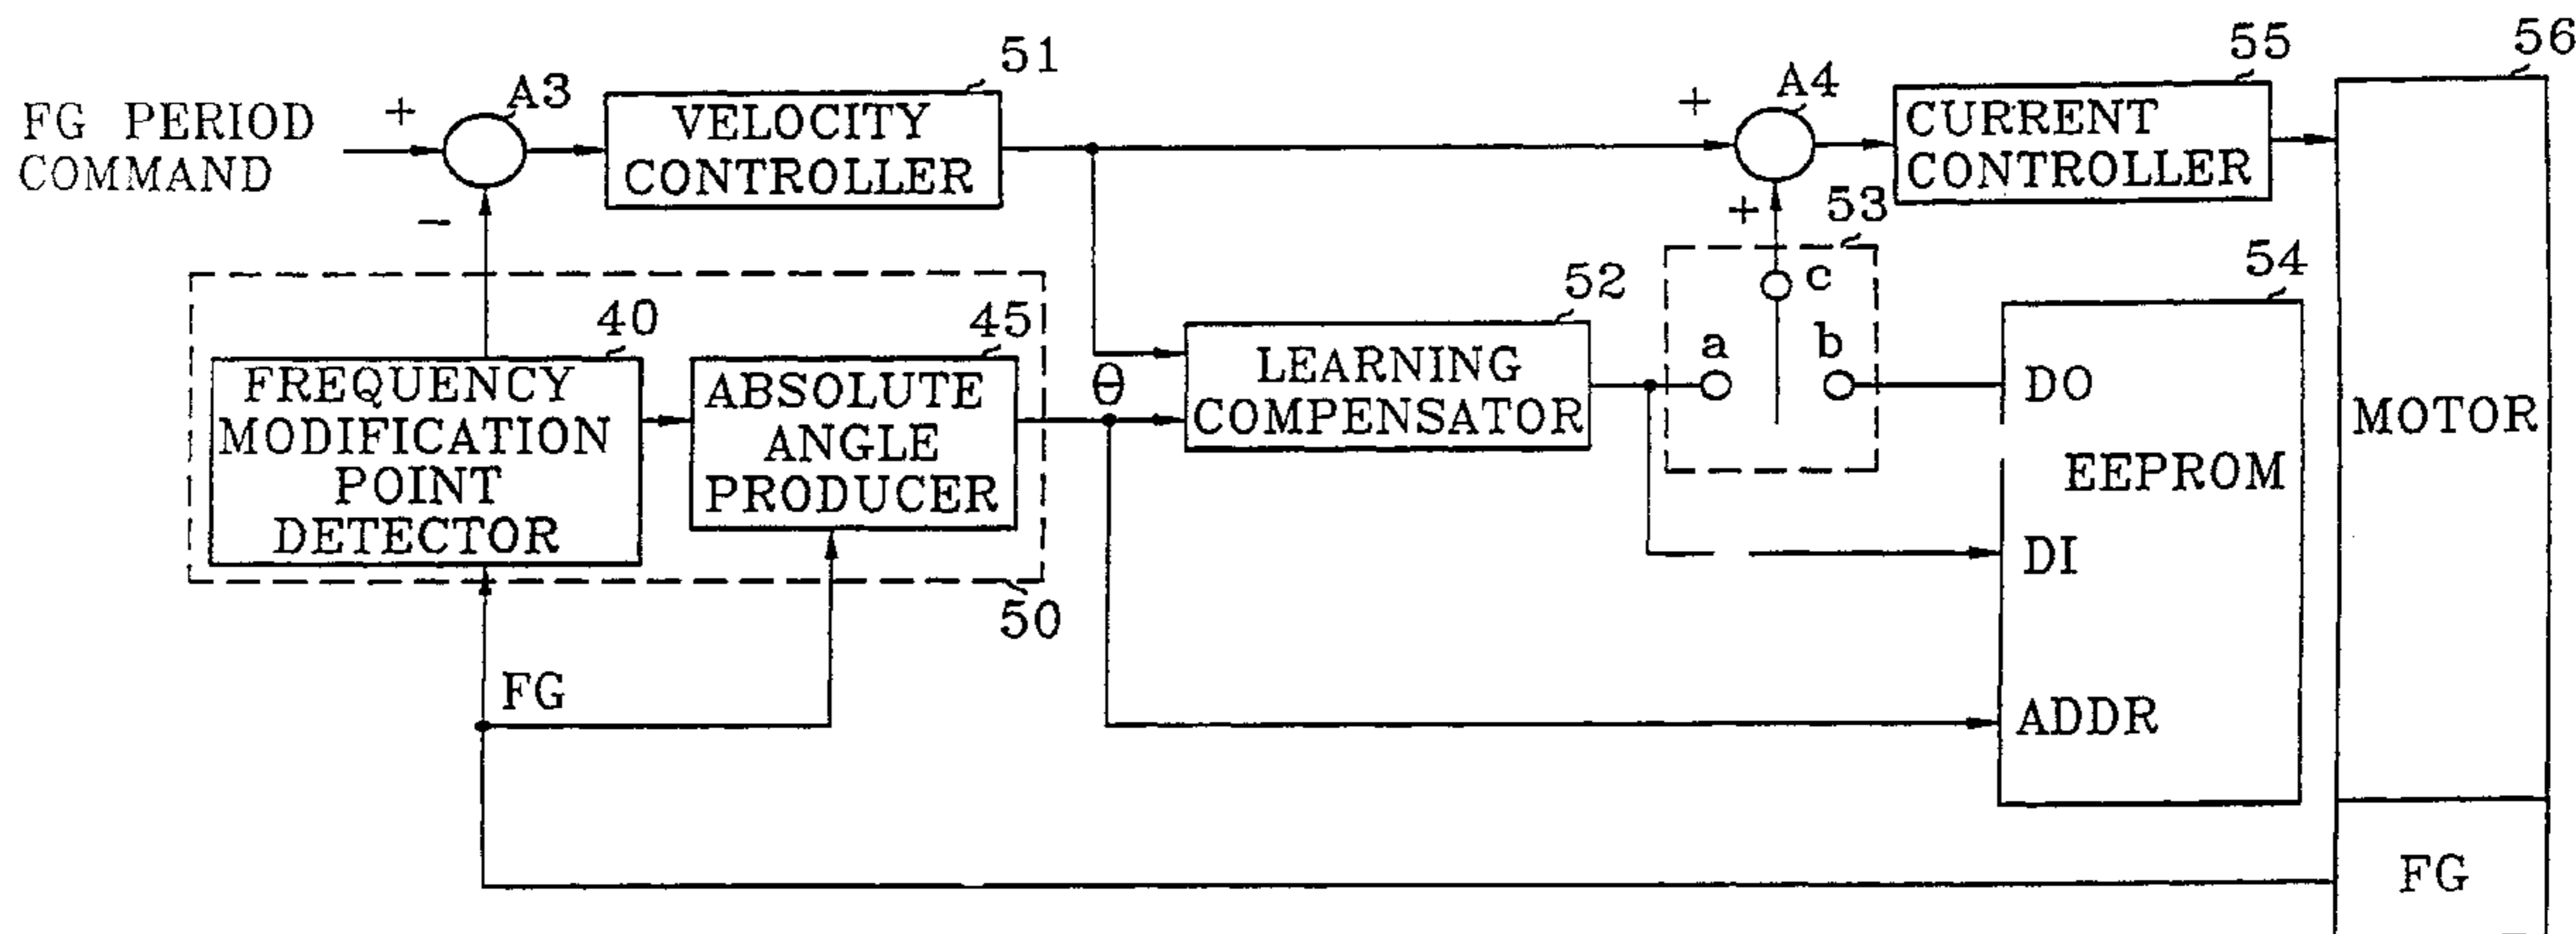 51
55
56
A3
A4
+
+
FG PERIOD
COMMAND
VELOCITY
CONTROLLER
CURRENT
CONTROLLER
-
+
53
40
45
52
c
54
FREQUENCY
MODIFICATION
POINT
DETECTOR
ABSOLUTE
ANGLE
PRODUCER
θ
LEARNING
COMPENSATOR
a
b
DO
EEPROM
DI
ADDR
MOTOR
50
FG
FG